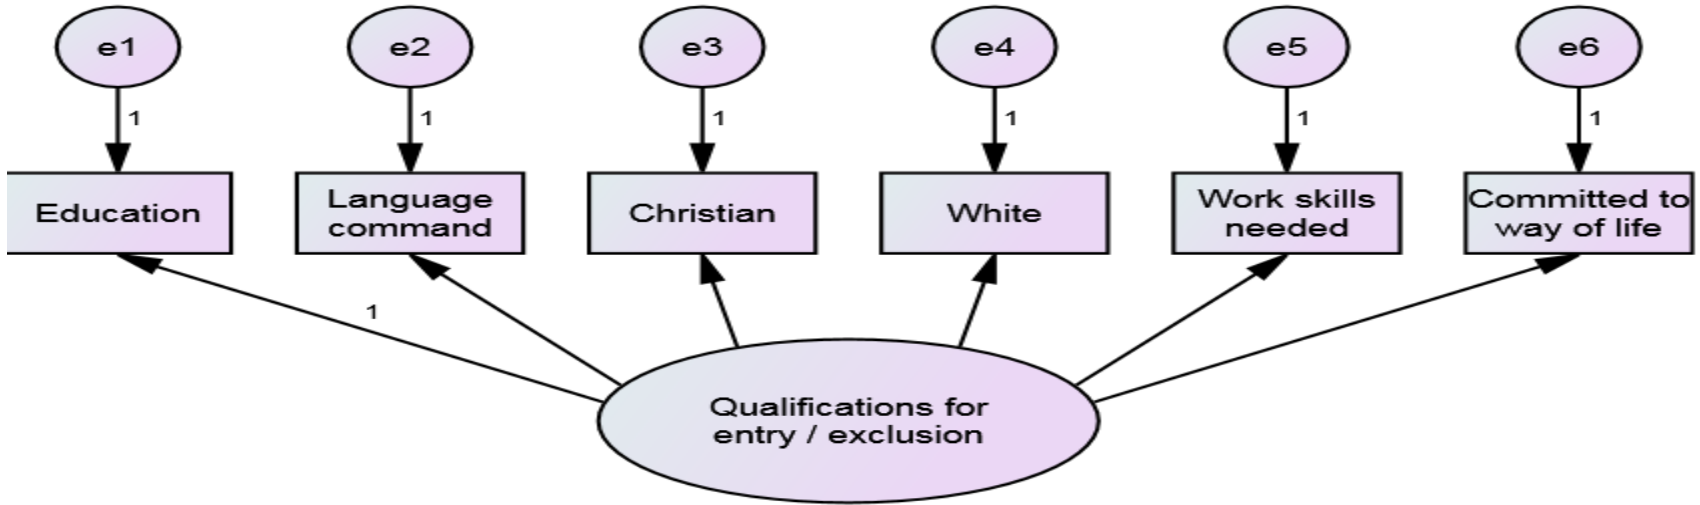 e1
e2
e3
e4
e5
e6
1
1
1
1
1
1
Education
Language
command
Christian
White
Work skills
needed
Committed to
way of life
1
Qualifications for
entry / exclusion